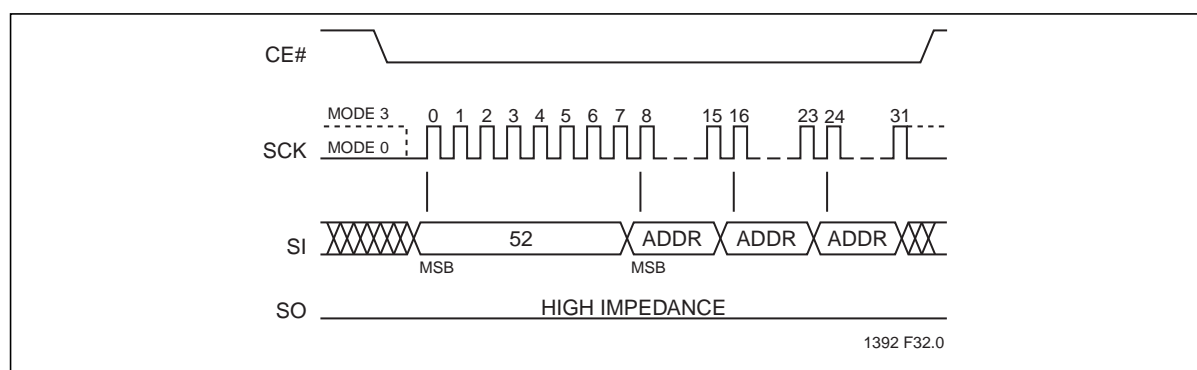 CE#
MODE 3
0 1 2 3 4 5 6 7 8 15 16 23 24 31
SCK
MODE 0
SI
52 ADDR ADDR ADDR
MSB MSB
SO
HIGH IMPEDANCE
1392 F32.0